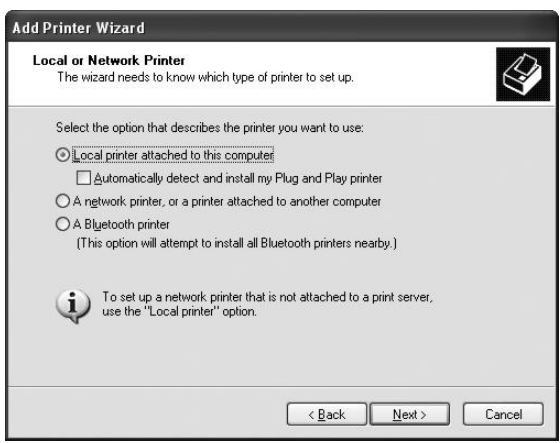 Add Printer Wizard
Local or Network Printer
The wizard needs to know which type of printer to set up.
Select the option that describes the printer you want to use:
Local printer attached to this computer
Automatically detect and install my Plug and Play printer
A network printer, or a printer attached to another computer
A Bluetooth printer
(This option will attempt to install all Bluetooth printers nearby.)
To set up a network printer that is not attached to a print server,
use the "Local printer" option.
< Back Next > Cancel